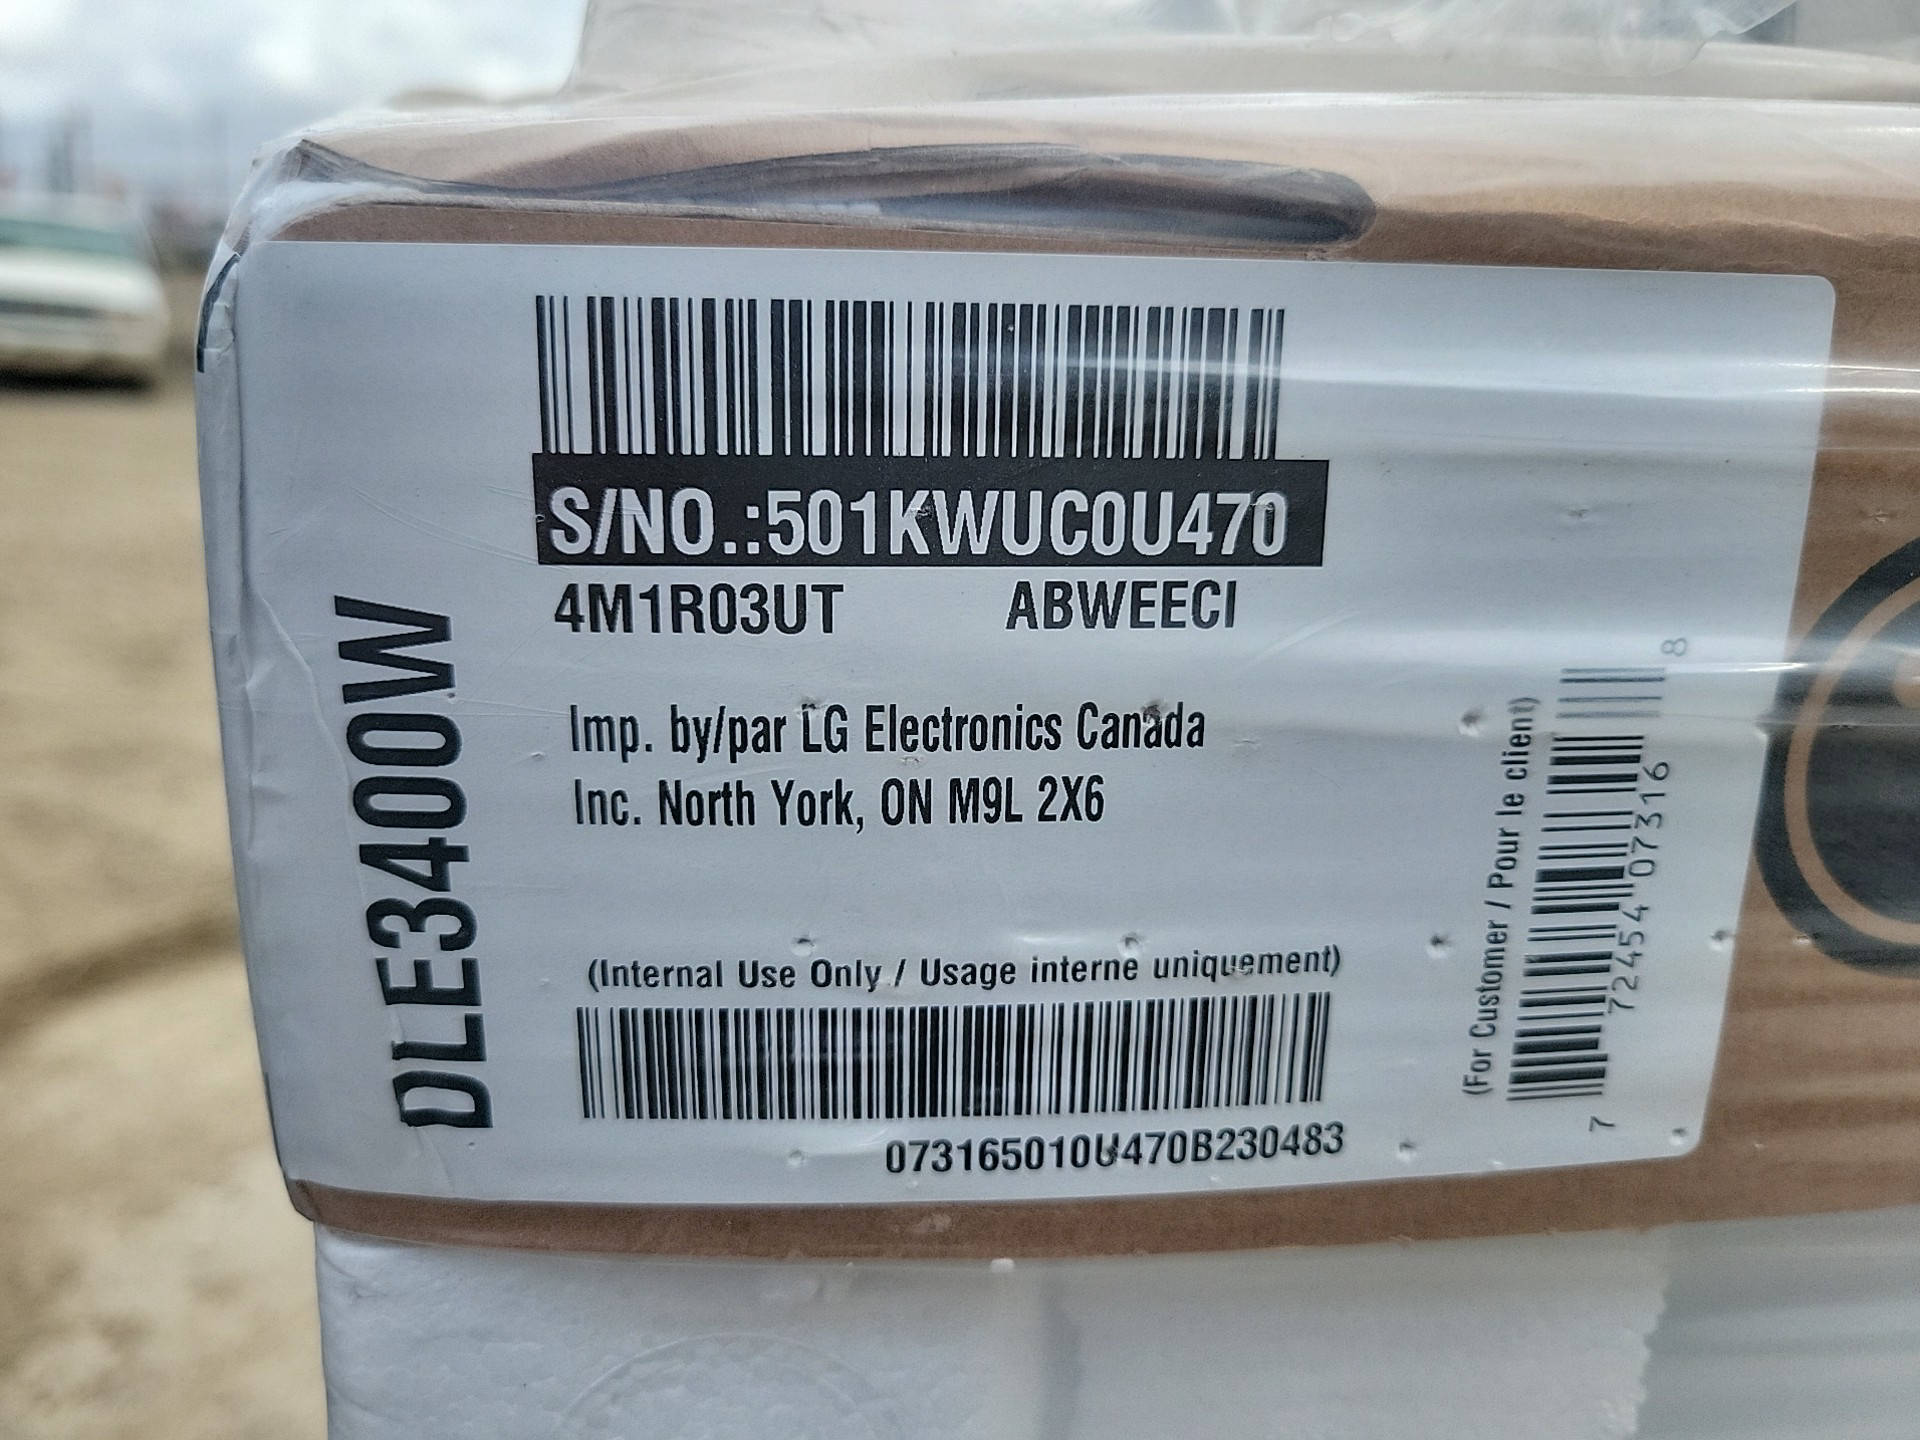 S/NO.:501KWUC0U470
4M1R03UT ABWEECI
DLE3400W
Imp. by/par LG Electronics Canada
Inc. North York, ON M9L 2X6
(Internal Use Only / Usage interne uniquement)
073165010U470B230483
(For Customer / Pour le client)
7 72454 07316 8